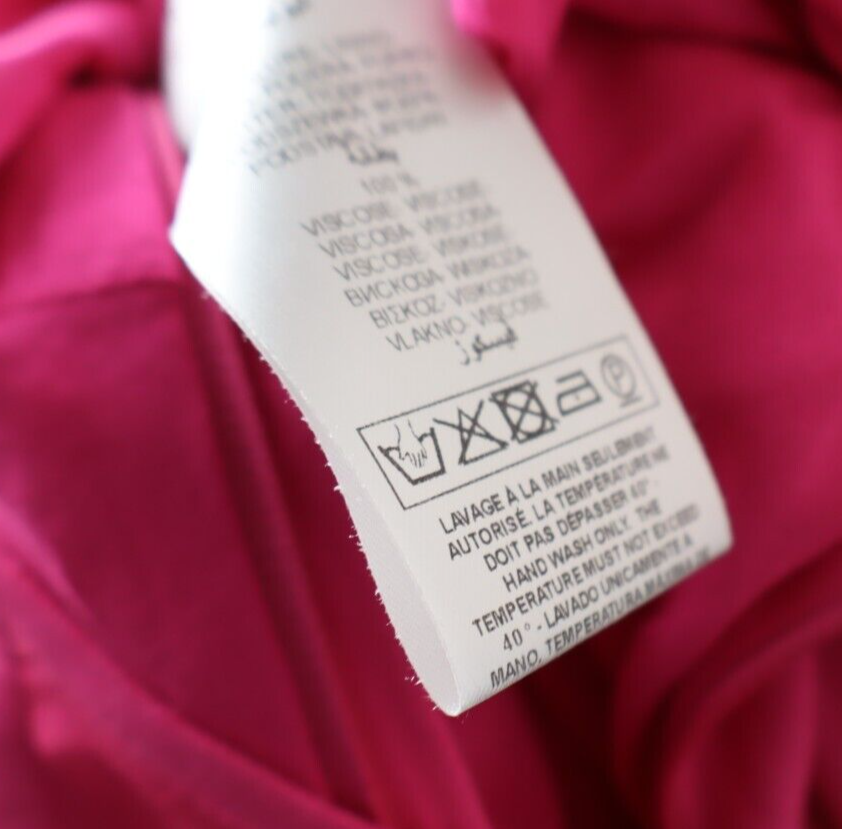 100 %
VISCOSE VISCOSE
VISCOSA VISCOSA
VISCOSE VISKOSE
ВИСКОЗА WISKOZA
ΒΙΣΚΟΖ VISKOZNO
VLAKNO. VISCOSE
P
LAVAGE À LA MAIN SEULEMENT
AUTORISÉ. LA TEMPÉRATURE NE
DOIT PAS DÉPASSER 40° -
HAND WASH ONLY. THE
TEMPERATURE MUST NOT EXCEED
40° - LAVADO UNICAMENTE A
MANO, TEMPERATURA MÁXIMA DE